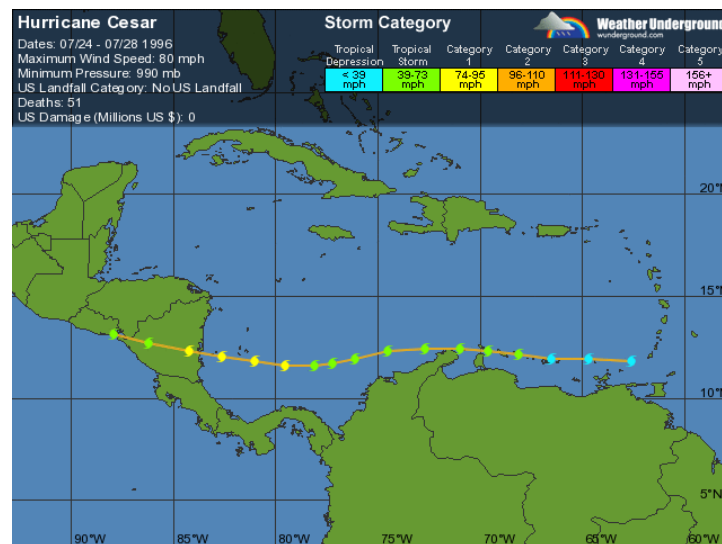 Hurricane Cesar
Dates: 07/24 - 07/28 1996
Maximum Wind Speed: 80 mph
Minimum Pressure: 990 mb
US Landfall Category: No US Landfall
Deaths: 51
US Damage (Millions US $): 0
Storm Category
Weather Underground
wunderground.com
Tropical Depression
< 39 mph
Tropical Storm
39-73 mph
Category 1
74-95 mph
Category 2
96-110 mph
Category 3
111-130 mph
Category 4
131-155 mph
Category 5
156+ mph
20°N
15°N
10°N
5°N
90°W 85°W 80°W 75°W 70°W 65°W 60°W